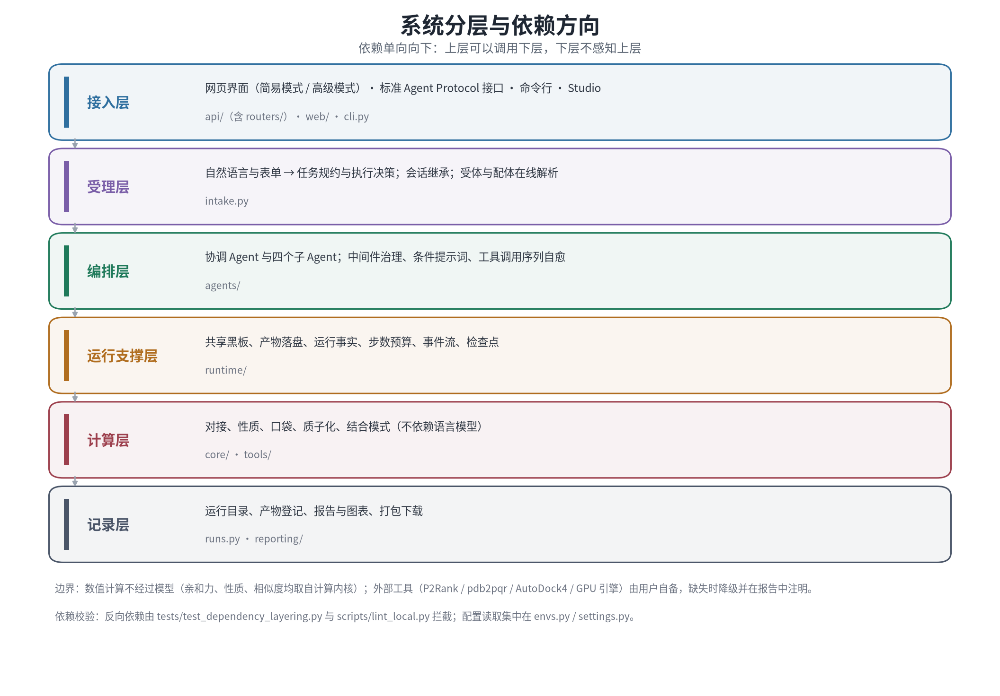 系统分层与依赖方向
依赖单向向下：上层可以调用下层，下层不感知上层
接入层
网页界面（简易模式 / 高级模式） · 标准 Agent Protocol 接口 · 命令行 · Studio
api/（含 routers/） · web/ · cli.py
受理层
自然语言与表单 → 任务规约与执行决策；会话继承；受体与配体在线解析
intake.py
编排层
协调 Agent 与四个子 Agent；中间件治理、条件提示词、工具调用序列自愈
agents/
运行支撑层
共享黑板、产物落盘、运行事实、步数预算、事件流、检查点
runtime/
计算层
对接、性质、口袋、质子化、结合模式（不依赖语言模型）
core/ · tools/
记录层
运行目录、产物登记、报告与图表、打包下载
runs.py · reporting/
边界：数值计算不经过模型（亲和力、性质、相似度均取自计算内核）；外部工具（P2Rank / pdb2pqr / AutoDock4 / GPU 引擎）由用户自备，缺失时降级并在报告中注明。
依赖校验：反向依赖由 tests/test_dependency_layering.py 与 scripts/lint_local.py 拦截；配置读取集中在 envs.py / settings.py。